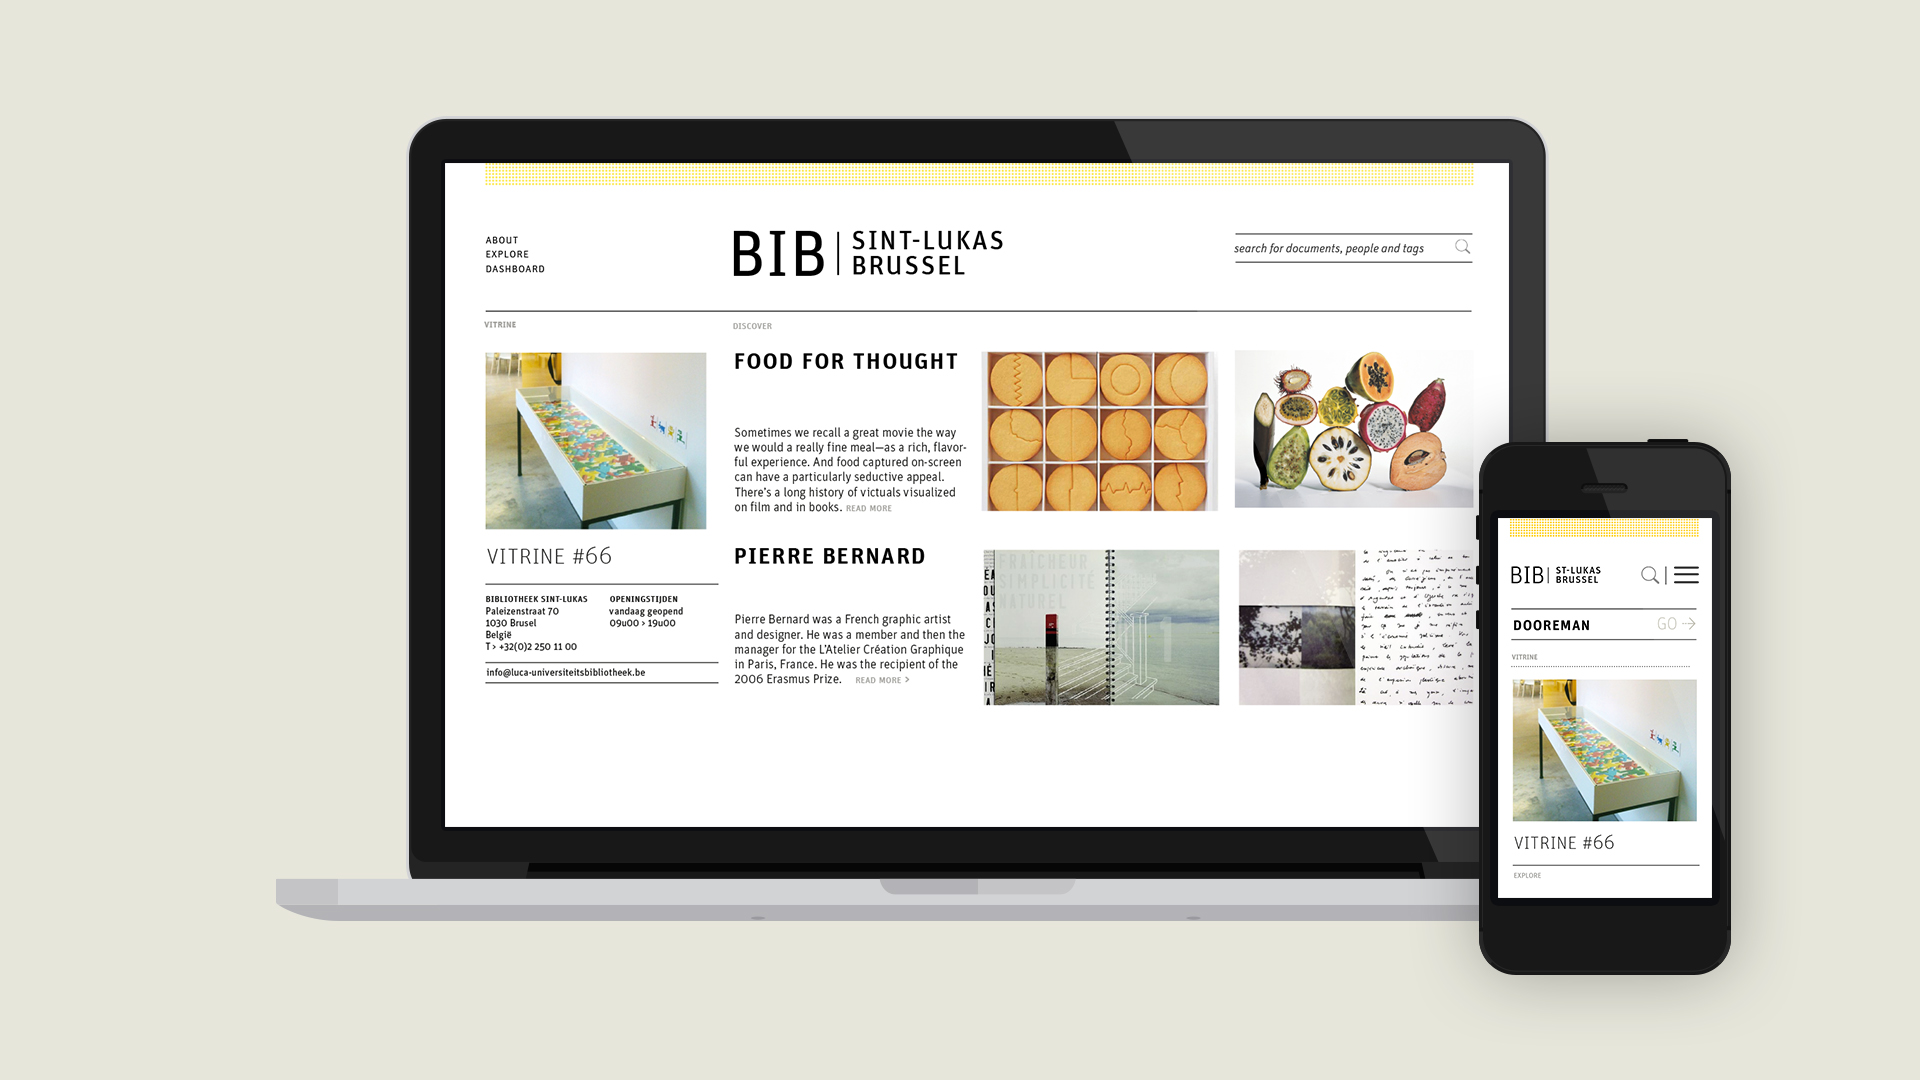 ABOUT
EXPLORE
DASHBOARD
BIB
SINT-LUKAS
BRUSSEL
search for documents, people and tags
VITRINE
VITRINE #66
BIBLIOTHEEK SINT-LUKAS
Paleizenstraat 70
1030 Brusel
België
T > +32(0)2 250 11 00
OPENINGSTIJDEN
vandaag geopend
09u00 > 19u00
info@luca-universiteitsbibliotheek.be
DISCOVER
FOOD FOR THOUGHT
Sometimes we recall a great movie the way
we would a really fine meal—as a rich, flavor-
ful experience. And food captured on-screen
can have a particularly seductive appeal.
There's a long history of victuals visualized
on film and in books. READ MORE
PIERRE BERNARD
Pierre Bernard was a French graphic artist
and designer. He was a member and then the
manager for the L'Atelier Création Graphique
in Paris, France. He was the recipient of the
2006 Erasmus Prize. READ MORE >
FRAÎCHEUR
SIMPLICITÉ
NATUREL
BIB
ST-LUKAS
BRUSSEL
DOOREMAN
GO
VITRINE
VITRINE #66
EXPLORE